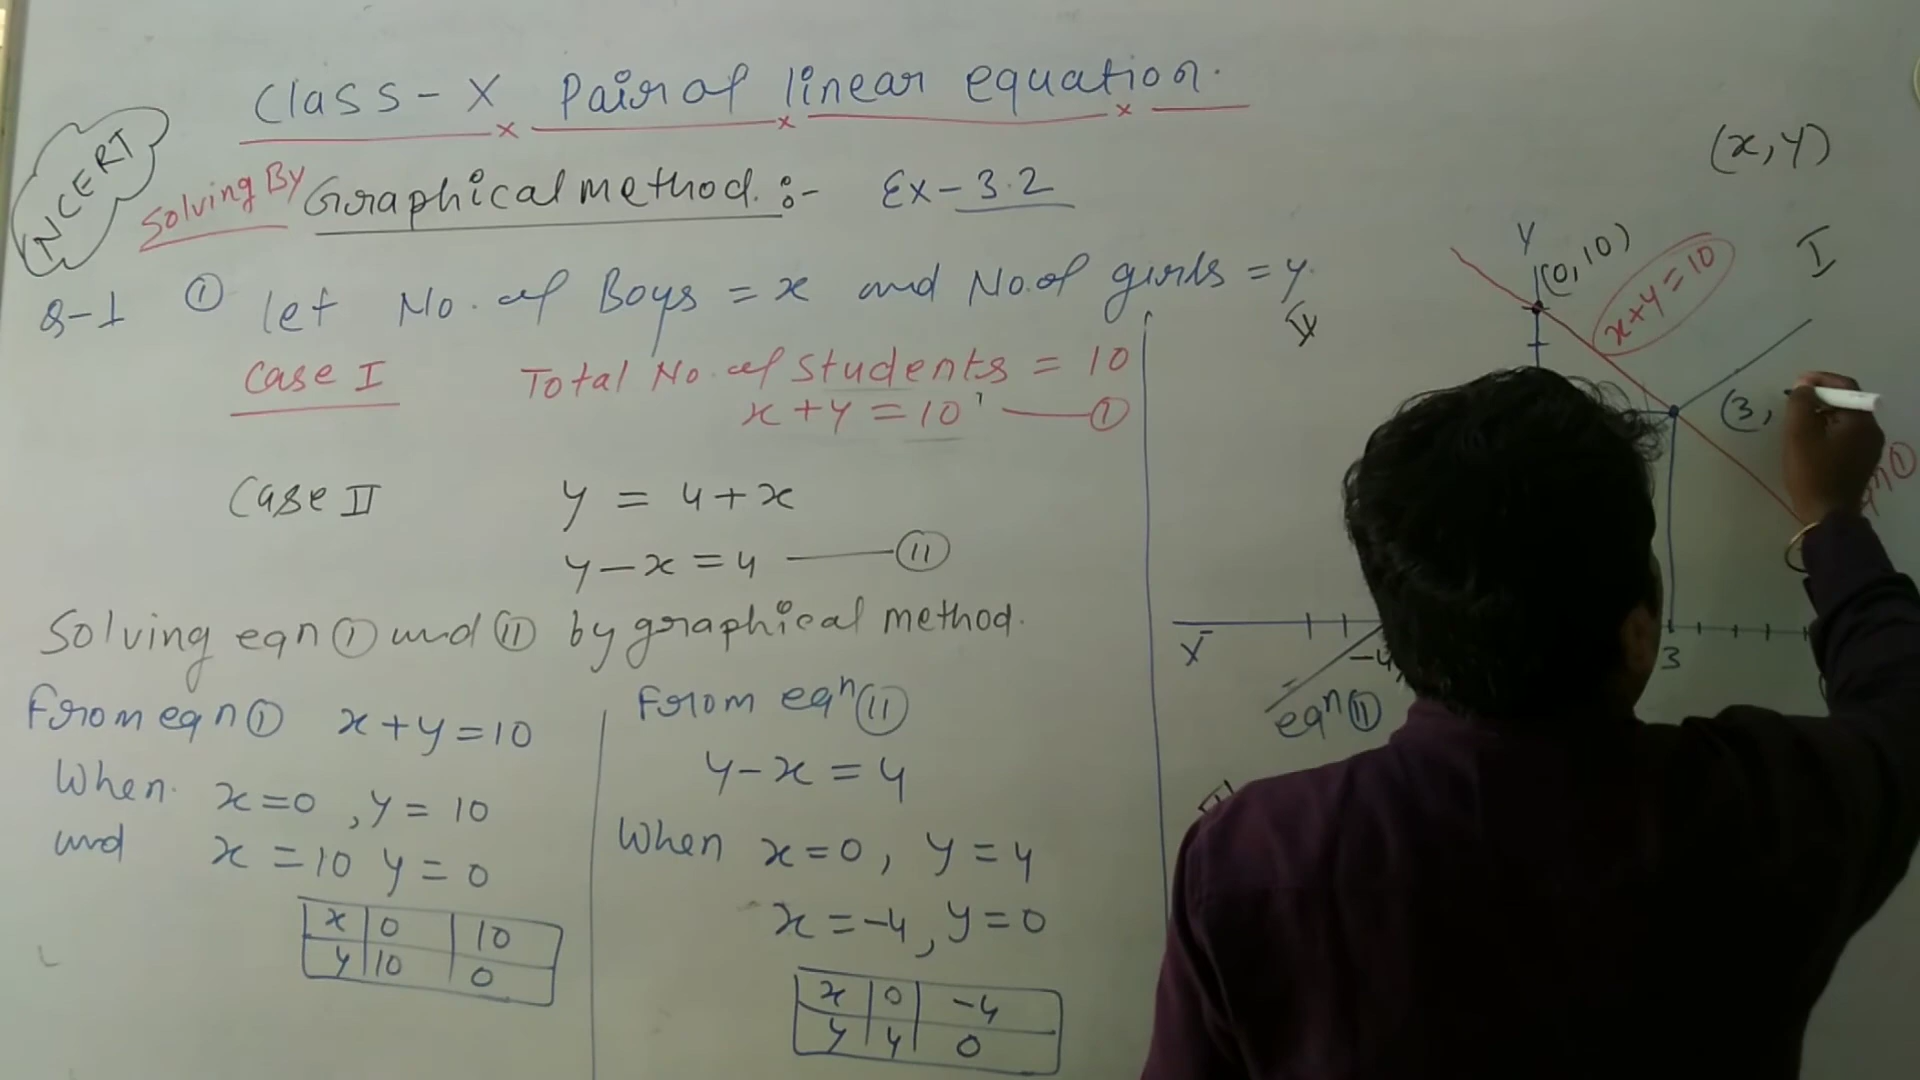 Class-X Pair of linear equation.
NCERT
Solving By Graphical method :- Ex-3.2
Q-1 ① let No. of Boys = x and No. of girls = y.
Case I Total No. of Students = 10
x+y = 10 ——— ①
Case II y = 4+x
y-x = 4 ——— ⑪
Solving eqn ① and ⑪ by graphical method.
From eqn ① x+y = 10
When x=0, y = 10
and x = 10 y = 0
x 0 10
y 10 0
From eqn ⑪
y-x = 4
When x=0, y = 4
x = -4, y = 0
x 0 -4
y 4 0
(x, y)
Y
(0, 10)
x+y = 10
I
II
(3,
①
X̄
-4
3
eqn ⑪